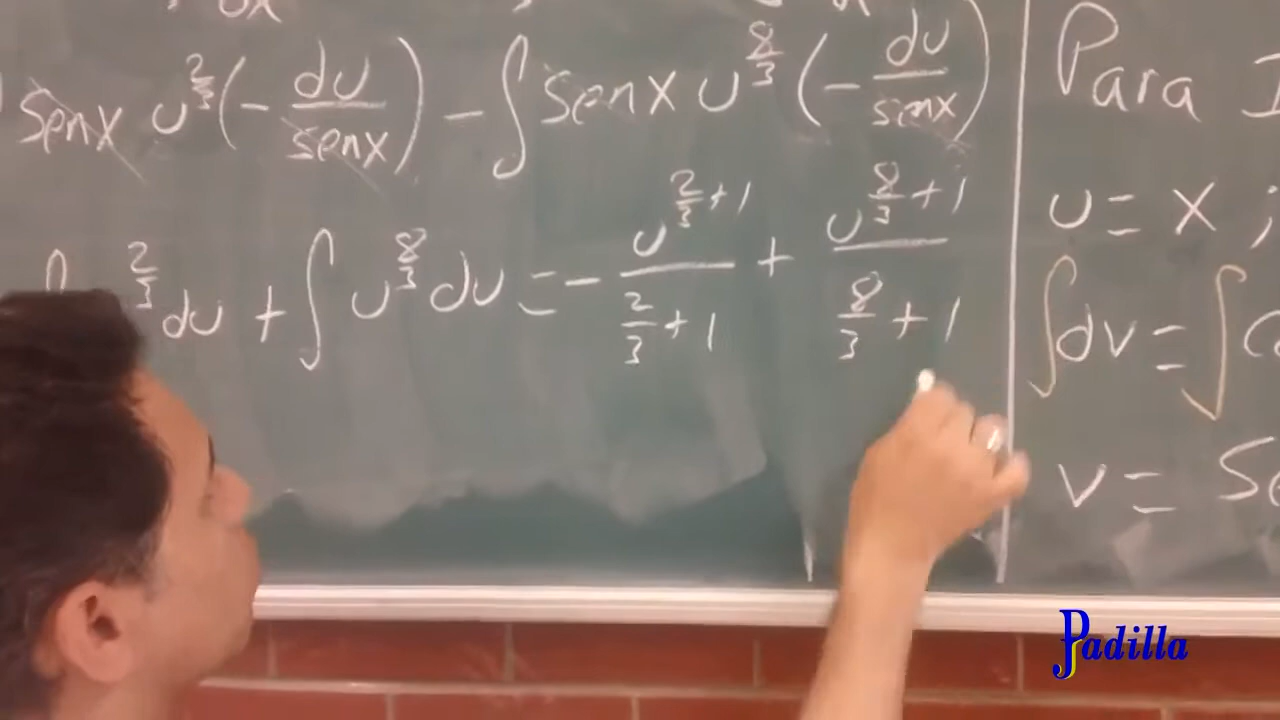 senx u^{2/3} (- du/senx) - ∫ senx u^{8/3} (- du/senx)
∫ ^{2/3} du + ∫ u^{8/3} du = - u^{2/3 + 1}/(2/3 + 1) + u^{8/3 + 1}/(8/3 + 1)
Para
u = x ;
∫dv = ∫
v =
Padilla